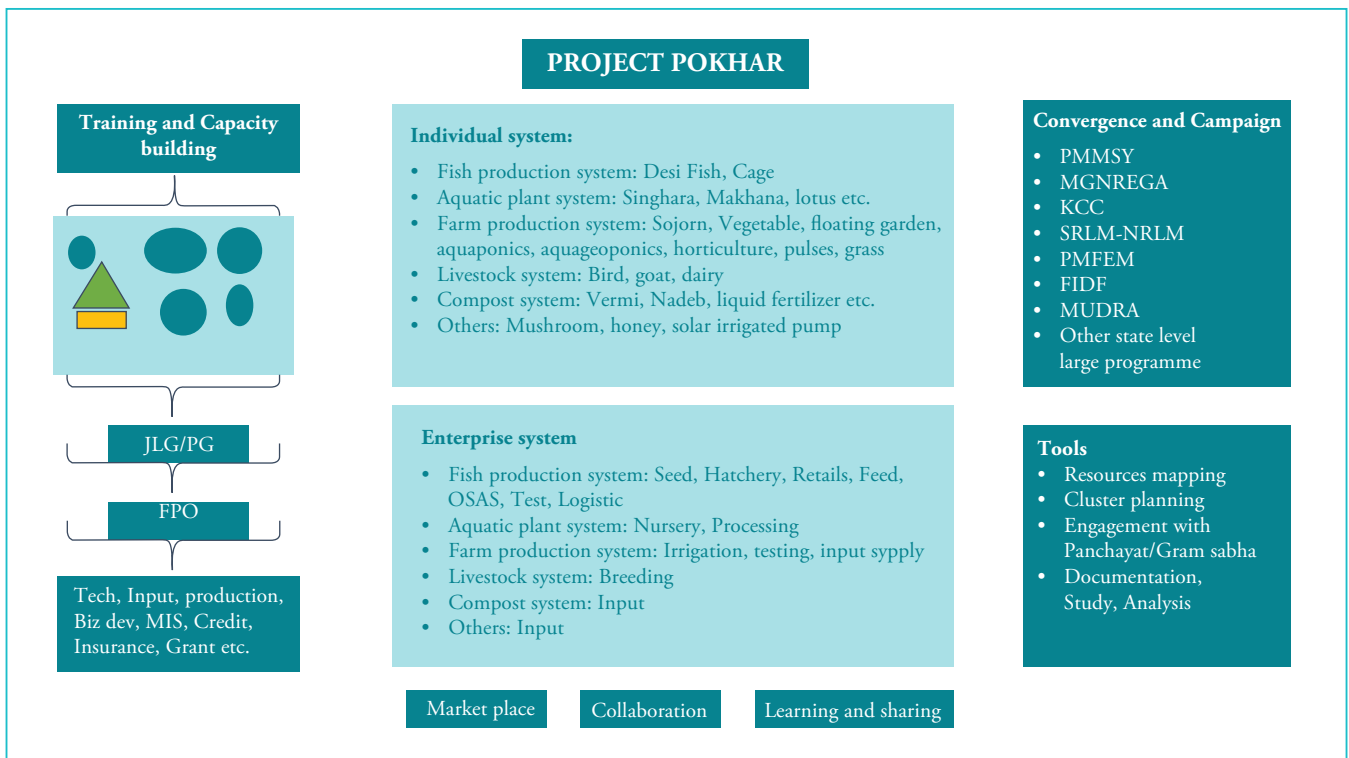 PROJECT POKHAR
Training and Capacity
building
JLG/PG
FPO
Tech, Input, production,
Biz dev, MIS, Credit,
Insurance, Grant etc.
Individual system:
• Fish production system: Desi Fish, Cage
• Aquatic plant system: Singhara, Makhana, lotus etc.
• Farm production system: Sojorn, Vegetable, floating garden,
aquaponics, aquageoponics, horticulture, pulses, grass
• Livestock system: Bird, goat, dairy
• Compost system: Vermi, Nadeb, liquid fertilizer etc.
• Others: Mushroom, honey, solar irrigated pump
Enterprise system
• Fish production system: Seed, Hatchery, Retails, Feed,
OSAS, Test, Logistic
• Aquatic plant system: Nursery, Processing
• Farm production system: Irrigation, testing, input sypply
• Livestock system: Breeding
• Compost system: Input
• Others: Input
Market place
Collaboration
Learning and sharing
Convergence and Campaign
• PMMSY
• MGNREGA
• KCC
• SRLM-NRLM
• PMFEM
• FIDF
• MUDRA
• Other state level
large programme
Tools
• Resources mapping
• Cluster planning
• Engagement with
Panchayat/Gram sabha
• Documentation,
Study, Analysis